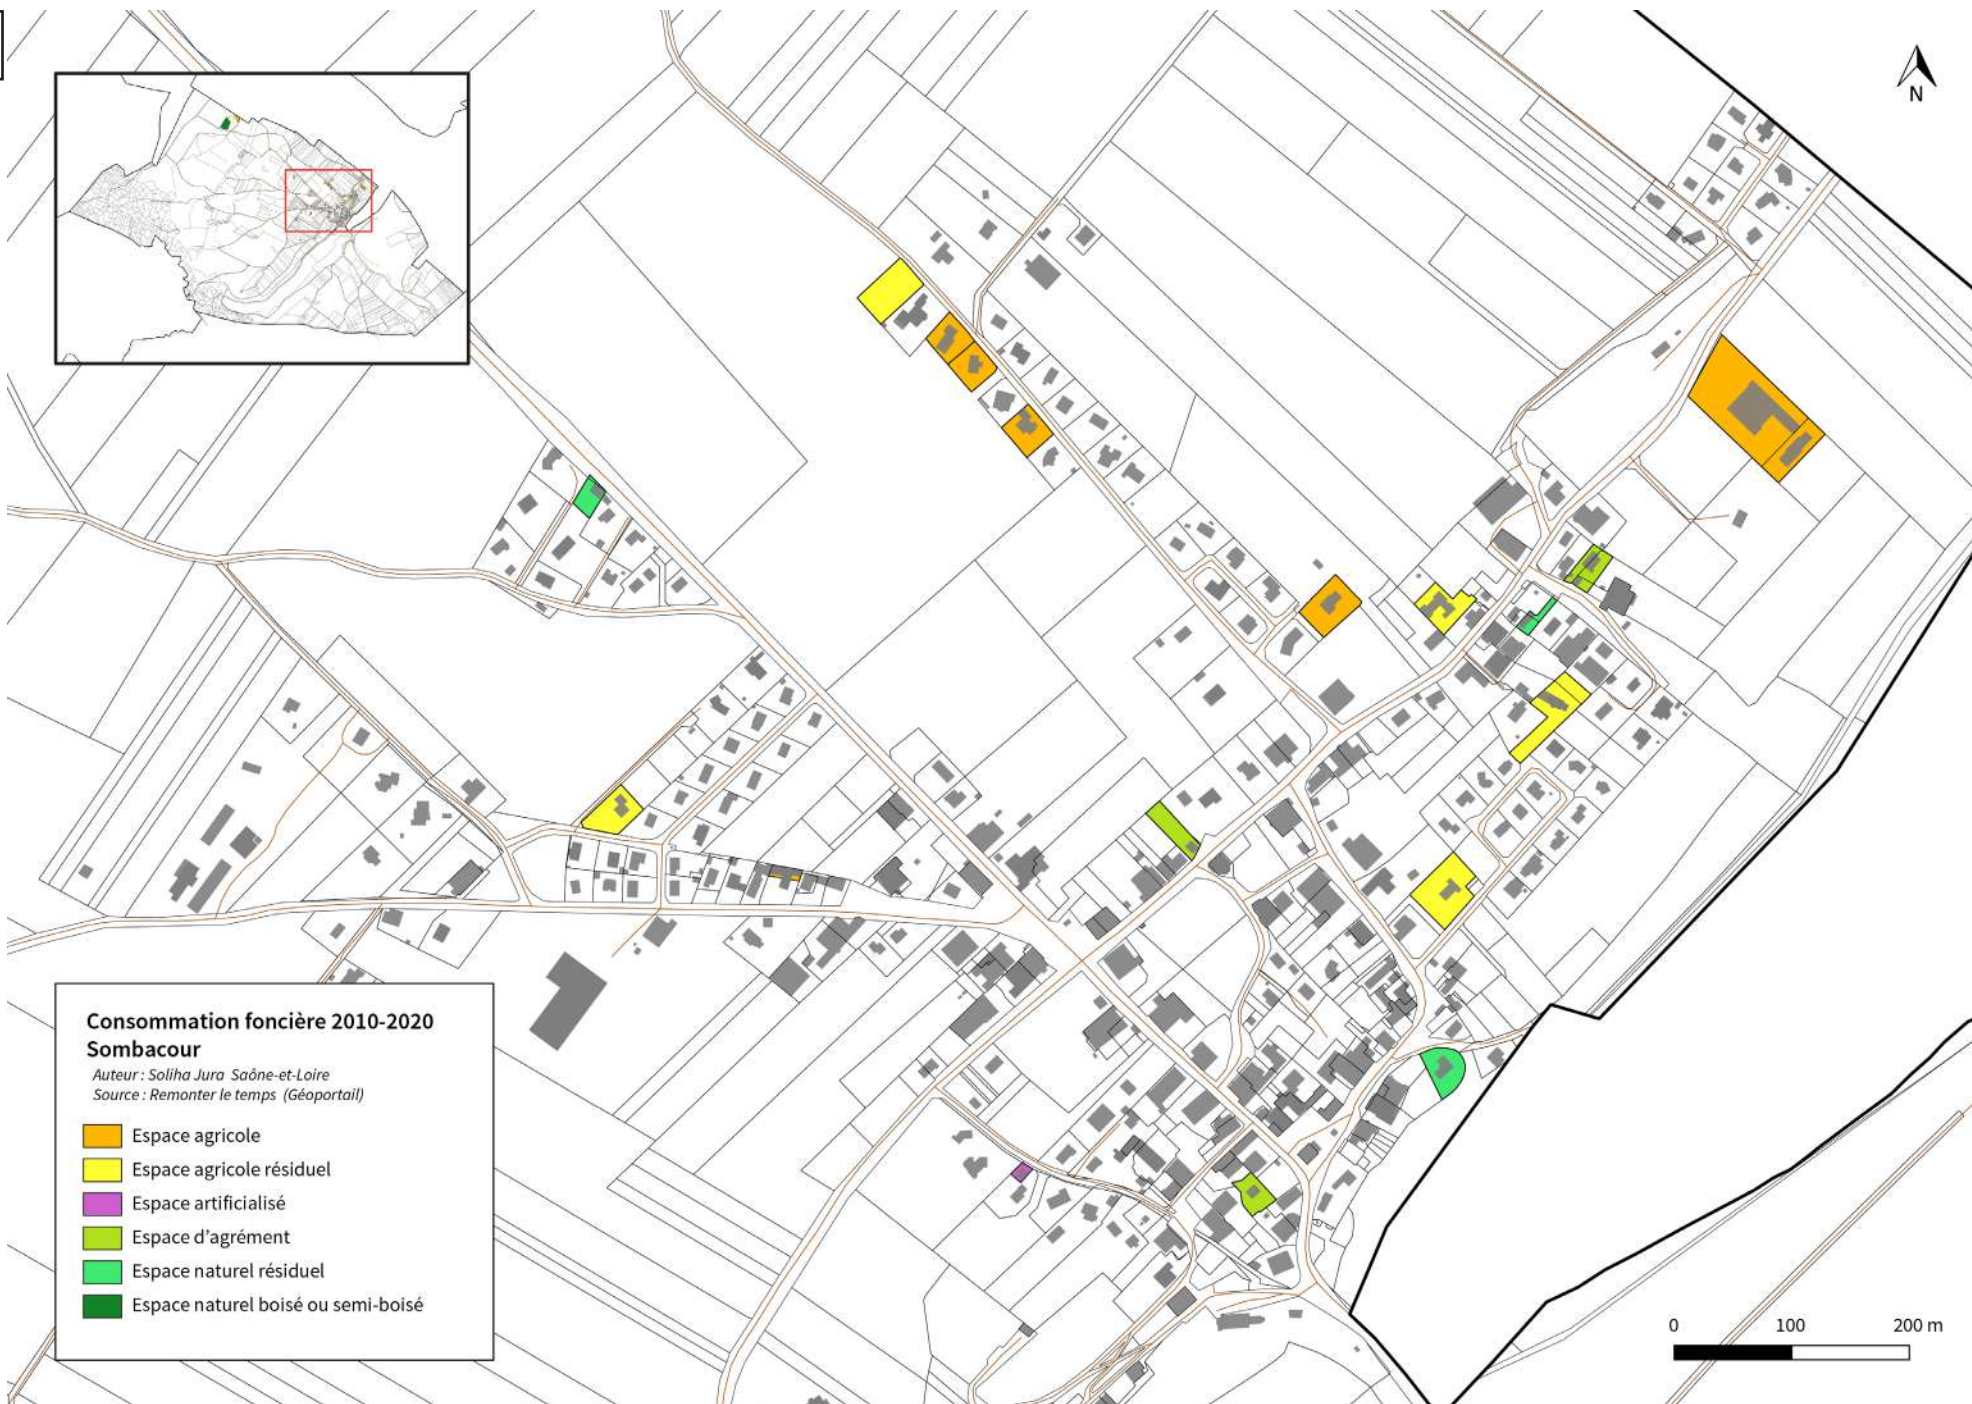 N
Consommation foncière 2010-2020
Sombacour
Auteur : Soliha Jura Saône-et-Loire
Source : Remonter le temps (Géoportail)
Espace agricole
Espace agricole résiduel
Espace artificialisé
Espace d'agrément
Espace naturel résiduel
Espace naturel boisé ou semi-boisé
0 100 200 m